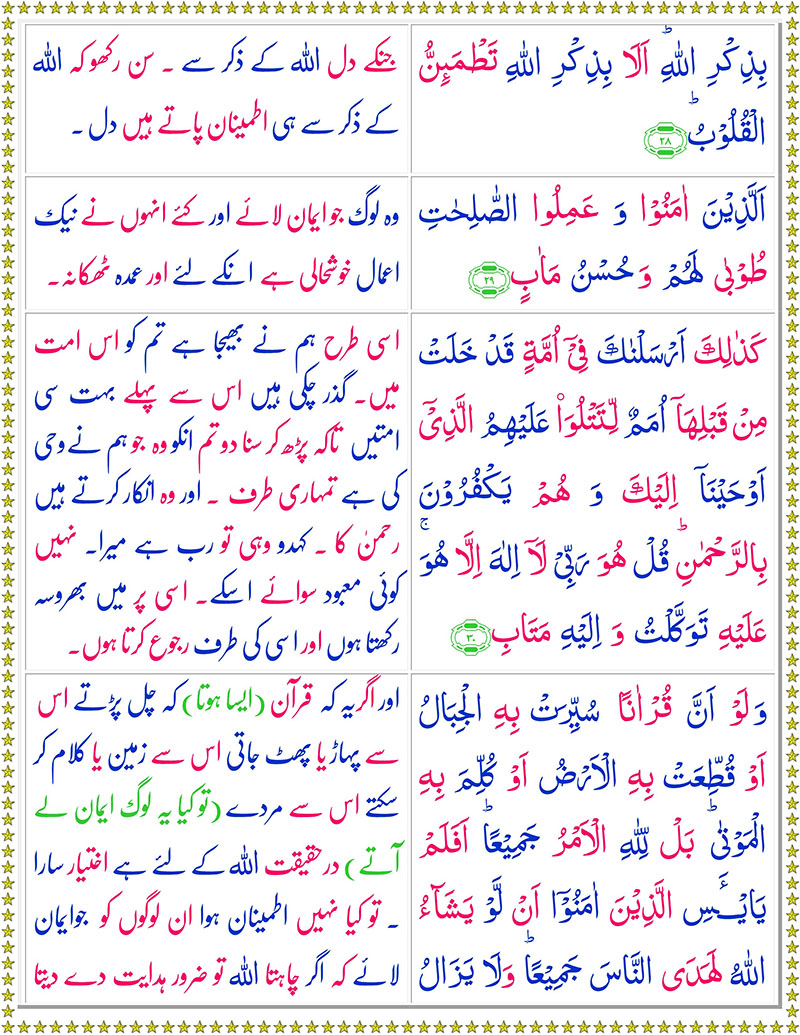 بِذِكْرِ اللّٰهِؕ اَلَا بِذِكْرِ اللّٰهِ تَطْمَئِنُّ
الْقُلُوْبُؕ ۲۸
جنکے دل اللہ کے ذکر سے ۔ سن رکھو کہ اللہ
کے ذکر سے ہی اطمینان پاتے ہیں دل ۔
اَلَّذِيْنَ اٰمَنُوْا وَ عَمِلُوا الصّٰلِحٰتِ
طُوْبٰى لَهُمْ وَ حُسْنُ مَاٰبٍ ۲۹
وہ لوگ جو ایمان لائے اور کئے انہوں نے نیک
اعمال خوشحالی ہے انکے لئے اور عمدہ ٹھکانہ ۔
كَذٰلِكَ اَرْسَلْنٰكَ فِيْۤ اُمَّةٍ قَدْ خَلَتْ
مِنْ قَبْلِهَاۤ اُمَمٌ لِّتَتْلُوَا۟ عَلَيْهِمُ الَّذِيْۤ
اَوْحَيْنَاۤ اِلَيْكَ وَ هُمْ يَكْفُرُوْنَ
بِالرَّحْمٰنِؕ قُلْ هُوَ رَبِّيْ لَاۤ اِلٰهَ اِلَّا هُوَۚ
عَلَيْهِ تَوَكَّلْتُ وَ اِلَيْهِ مَتَابِ ۳۰
اسی طرح ہم نے بھیجا ہے تم کو اس امت
میں۔ گذر چکی ہیں اس سے پہلے بہت سی
امتیں تاکہ پڑھ کر سنا دو تم انکو وہ جو ہم نے وحی
کی ہے تمہاری طرف ۔ اور وہ انکار کرتے ہیں
رحمٰن کا ۔ کہدو وہی تو رب ہے میرا۔ نہیں
کوئی معبود سوائے اسکے۔ اسی پر میں بھروسہ
رکھتا ہوں اور اسی کی طرف رجوع کرتا ہوں۔
وَلَوْ اَنَّ قُرْاٰنًا سُيِّرَتْ بِهِ الْجِبَالُ
اَوْ قُطِّعَتْ بِهِ الْاَرْضُ اَوْ كُلِّمَ بِهِ
الْمَوْتٰىؕ بَلْ لِّلّٰهِ الْاَمْرُ جَمِيْعًاؕ اَفَلَمْ
يَايْـَٔسِ الَّذِيْنَ اٰمَنُوْۤا اَنْ لَّوْ يَشَآءُ
اللّٰهُ لَهَدَى النَّاسَ جَمِيْعًاؕ وَلَا يَزَالُ
اور اگر یہ کہ قرآن (ایسا ہوتا) کہ چل پڑتے اس
سے پہاڑ یا پھٹ جاتی اس سے زمین یا کلام کر
سکتے اس سے مردے (تو کیا یہ لوگ ایمان لے
آتے) درحقیقت اللہ کے لئے ہے اختیار سارا
۔ تو کیا نہیں اطمینان ہوا ان لوگوں کو جو ایمان
لائے کہ اگر چاہتا اللہ تو ضرور ہدایت دے دیتا